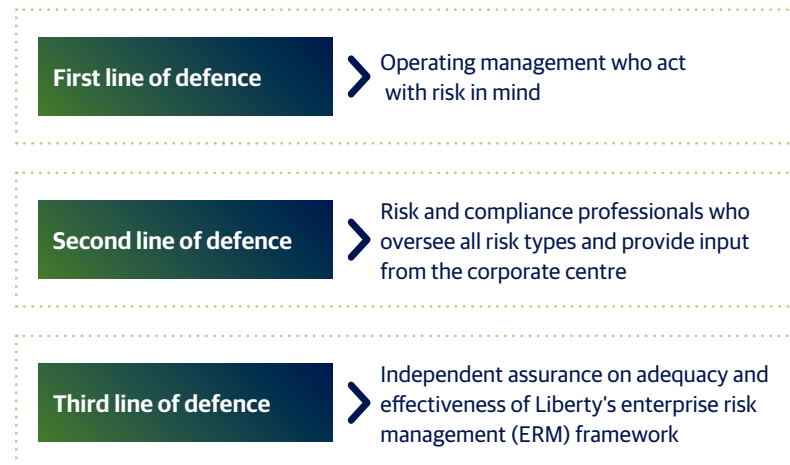 First line of defence
Operating management who act
with risk in mind
Second line of defence
Risk and compliance professionals who
oversee all risk types and provide input
from the corporate centre
Third line of defence
Independent assurance on adequacy and
effectiveness of Liberty’s enterprise risk
management (ERM) framework